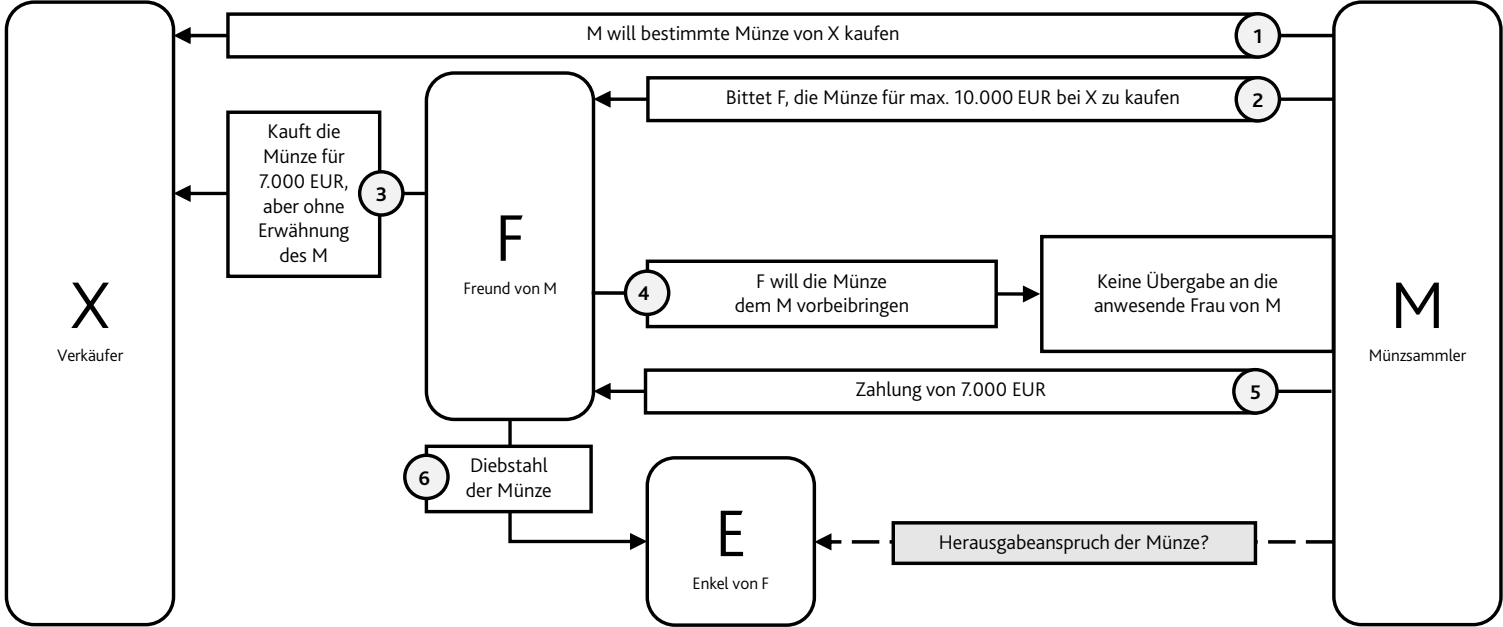 M will bestimmte Münze von X kaufen
1
Bittet F, die Münze für max. 10.000 EUR bei X zu kaufen
2
Kauft die
Münze für
7.000 EUR,
aber ohne
Erwähnung
des M
3
F
Freund von M
4
F will die Münze
dem M vorbeibringen
Keine Übergabe an die
anwesende Frau von M
X
Verkäufer
M
Münzsammler
Zahlung von 7.000 EUR
5
6
Diebstahl
der Münze
E
Enkel von F
Herausgabeanspruch der Münze?